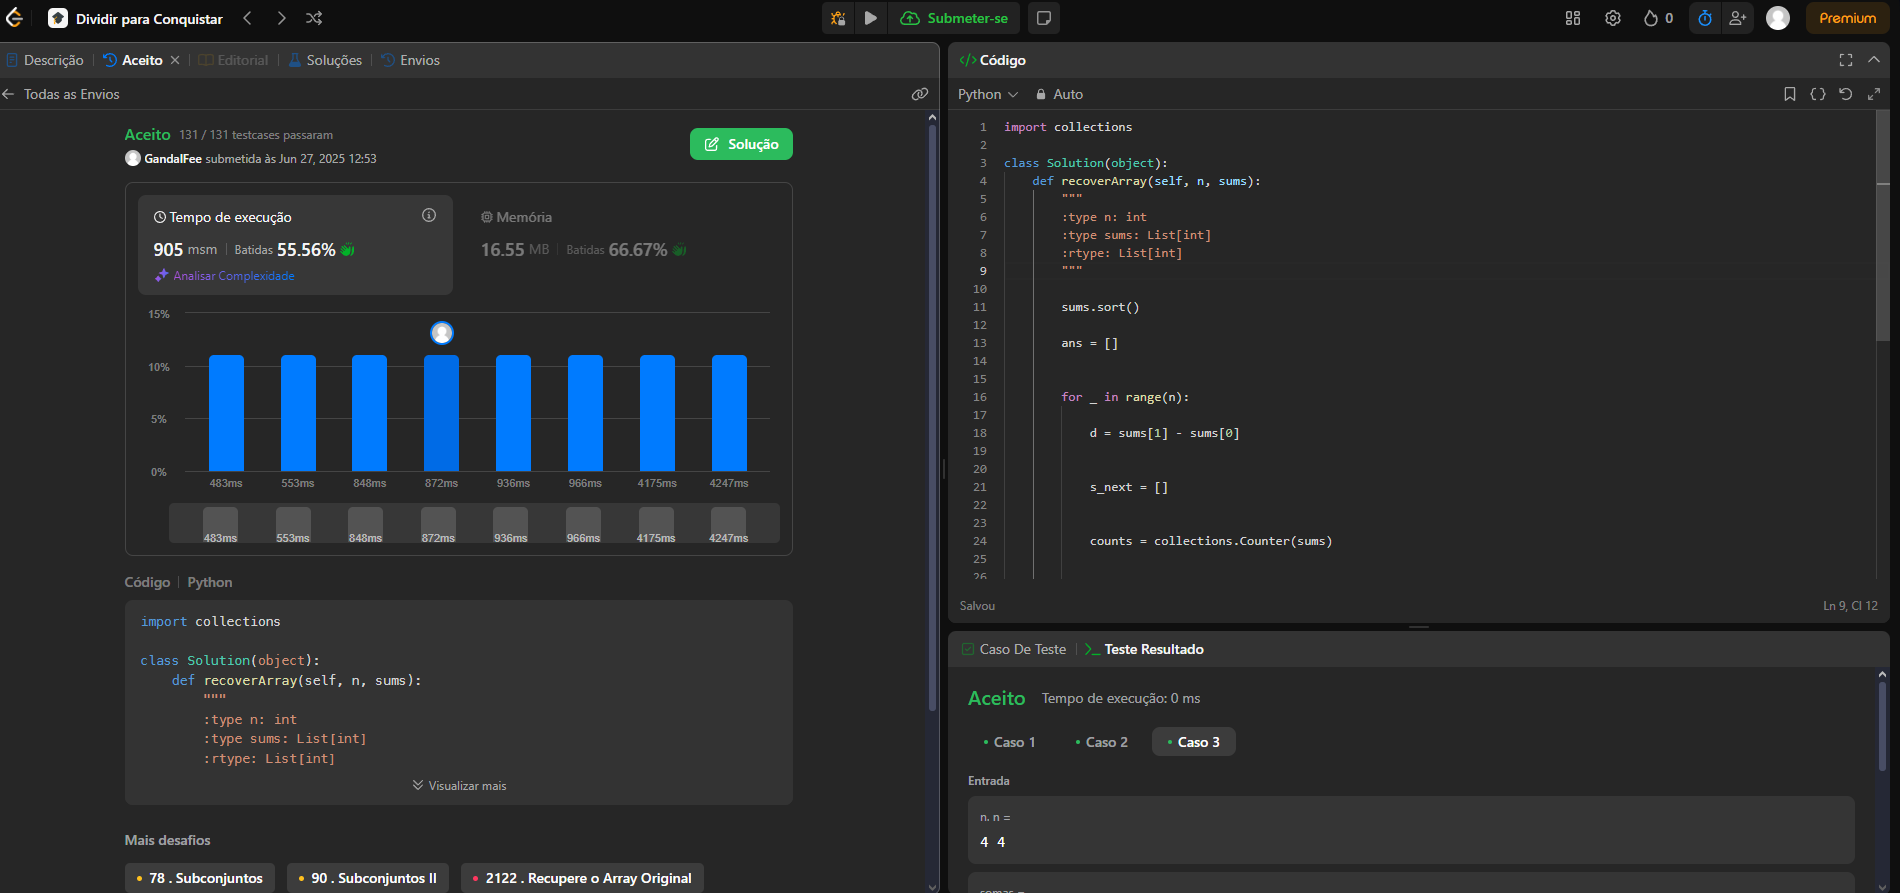 Dividir para Conquistar
Submeter-se
0
Premium
Descrição
Aceito
Editorial
Soluções
Envios
Todas as Envios
Aceito 131 / 131 testcases passaram
GandalFee submetida às Jun 27, 2025 12:53
Solução
Tempo de execução
905 msm Batidas 55.56%
Analisar Complexidade
Memória
16.55 MB Batidas 66.67%
15%
10%
5%
0%
483ms 553ms 848ms 872ms 936ms 966ms 4175ms 4247ms
483ms 553ms 848ms 872ms 936ms 966ms 4175ms 4247ms
Código Python
import collections
class Solution(object):
def recoverArray(self, n, sums):
"""
:type n: int
:type sums: List[int]
:rtype: List[int]
Visualizar mais
Mais desafios
78 . Subconjuntos
90 . Subconjuntos II
2122 . Recupere o Array Original
</> Código
Python Auto
1 import collections
2
3 class Solution(object):
4 def recoverArray(self, n, sums):
5 """
6 :type n: int
7 :type sums: List[int]
8 :rtype: List[int]
9 """
10
11 sums.sort()
12
13 ans = []
14
15
16 for _ in range(n):
17
18 d = sums[1] - sums[0]
19
20
21 s_next = []
22
23
24 counts = collections.Counter(sums)
25
26
Salvou
Ln 9, Cl 12
Caso De Teste
Teste Resultado
Aceito Tempo de execução: 0 ms
Caso 1 Caso 2 Caso 3
Entrada
n. n =
4 4